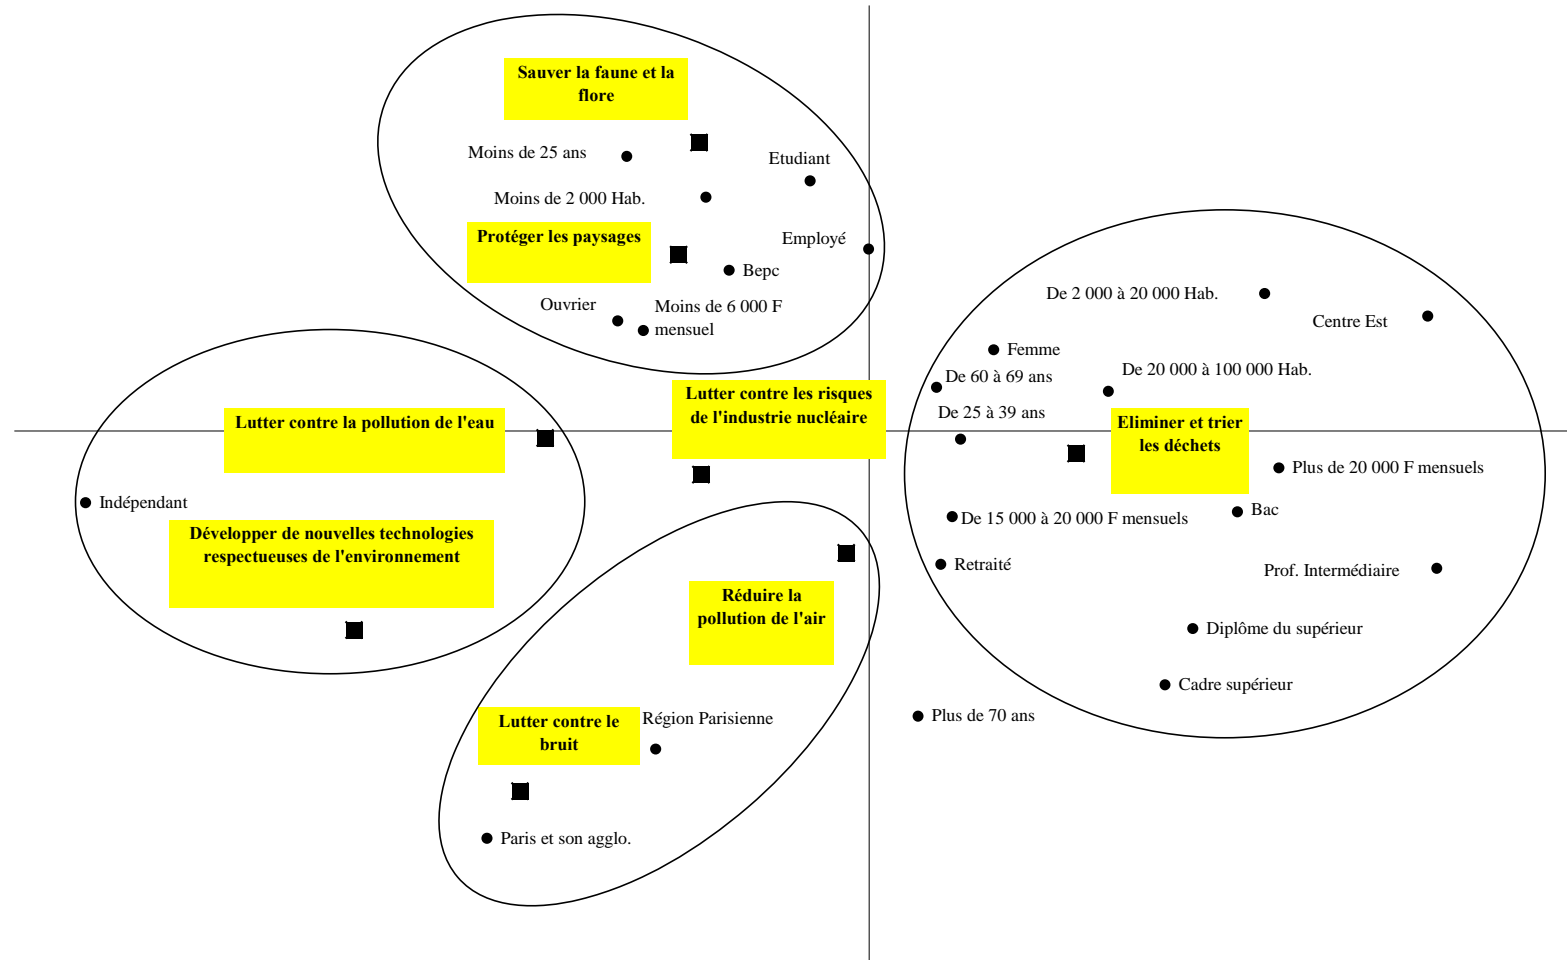 Sauver la faune et la
flore
Moins de 25 ans
Etudiant
Moins de 2 000 Hab.
Protéger les paysages
Employé
Bepc
Ouvrier
Moins de 6 000 F
mensuel
De 2 000 à 20 000 Hab.
Centre Est
Femme
De 60 à 69 ans
De 20 000 à 100 000 Hab.
De 25 à 39 ans
Lutter contre les risques
de l'industrie nucléaire
Lutter contre la pollution de l'eau
Eliminer et trier
les déchets
Plus de 20 000 F mensuels
Indépendant
Bac
De 15 000 à 20 000 F mensuels
Développer de nouvelles technologies
respectueuses de l'environnement
Retraité
Prof. Intermédiaire
Réduire la
pollution de l'air
Diplôme du supérieur
Cadre supérieur
Plus de 70 ans
Lutter contre le
bruit
Région Parisienne
Paris et son agglo.